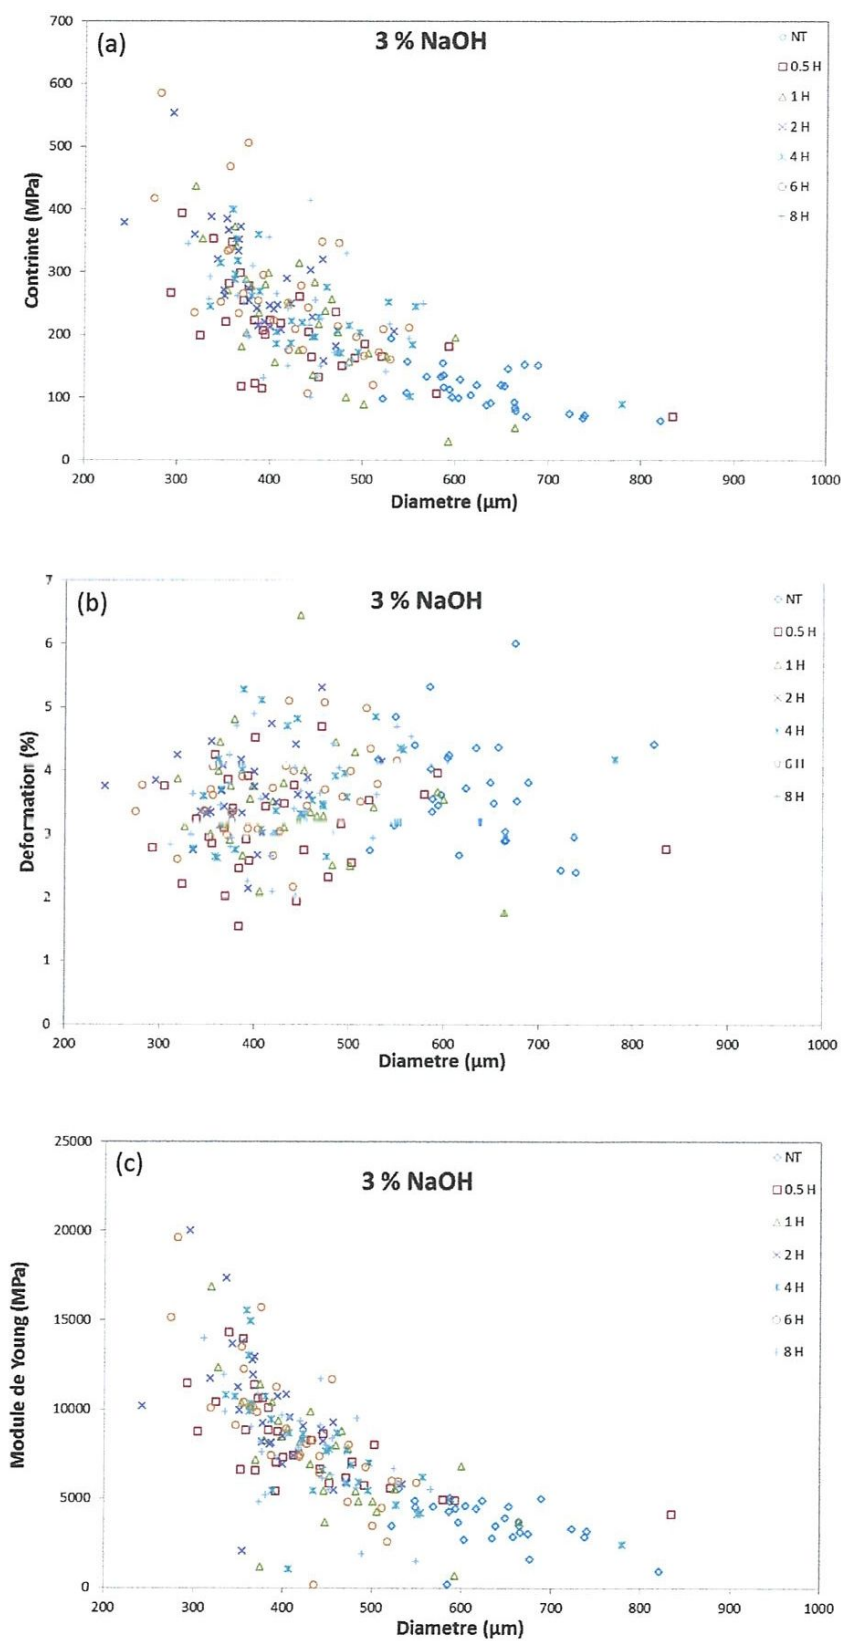 (a)
3 % NaOH
700
600
500
400
300
200
100
0
Contrinte (MPa)
200 300 400 500 600 700 800 900 1000
Diametre (µm)
NT
0.5 H
1 H
2 H
4 H
6 H
8 H
(b)
3 % NaOH
7
6
5
4
3
2
1
0
Deformation (%)
200 300 400 500 600 700 800 900 1000
Diametre (µm)
NT
0.5 H
1 H
2 H
4 H
6 H
8 H
(c)
3 % NaOH
25000
20000
15000
10000
5000
0
Module de Young (MPa)
200 300 400 500 600 700 800 900 1000
Diametre (µm)
NT
0.5 H
1 H
2 H
4 H
6 H
8 H